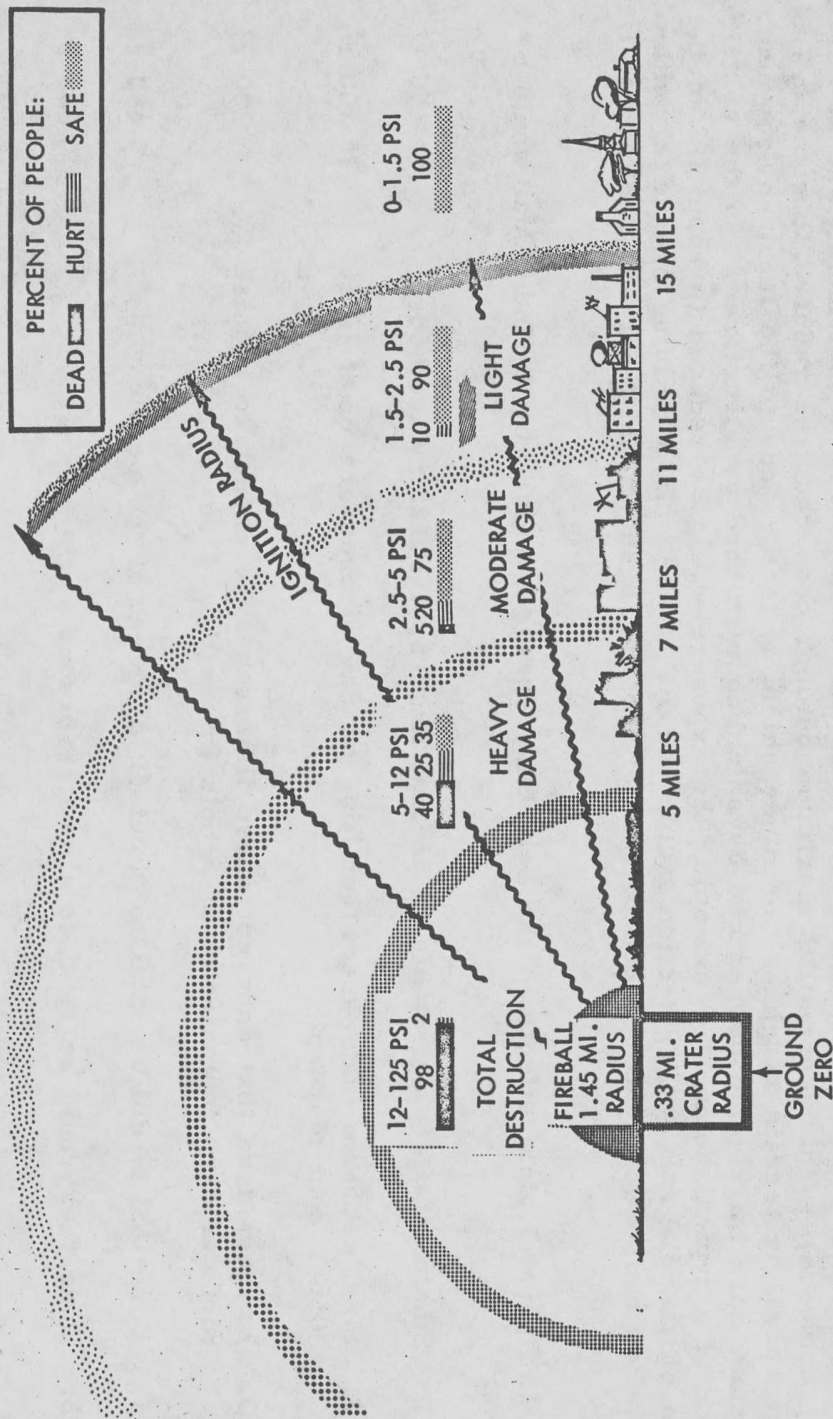 PERCENT OF PEOPLE:
DEAD HURT SAFE
IGNITION RADIUS
12-125 PSI
98 2
5-12 PSI
40 25 35
2.5-5 PSI
5 20 75
1.5-2.5 PSI
10 90
0-1.5 PSI
100
TOTAL
DESTRUCTION
HEAVY
DAMAGE
MODERATE
DAMAGE
LIGHT
DAMAGE
FIREBALL
1.45 MI.
RADIUS
.33 MI.
CRATER
RADIUS
5 MILES
7 MILES
11 MILES
15 MILES
GROUND
ZERO